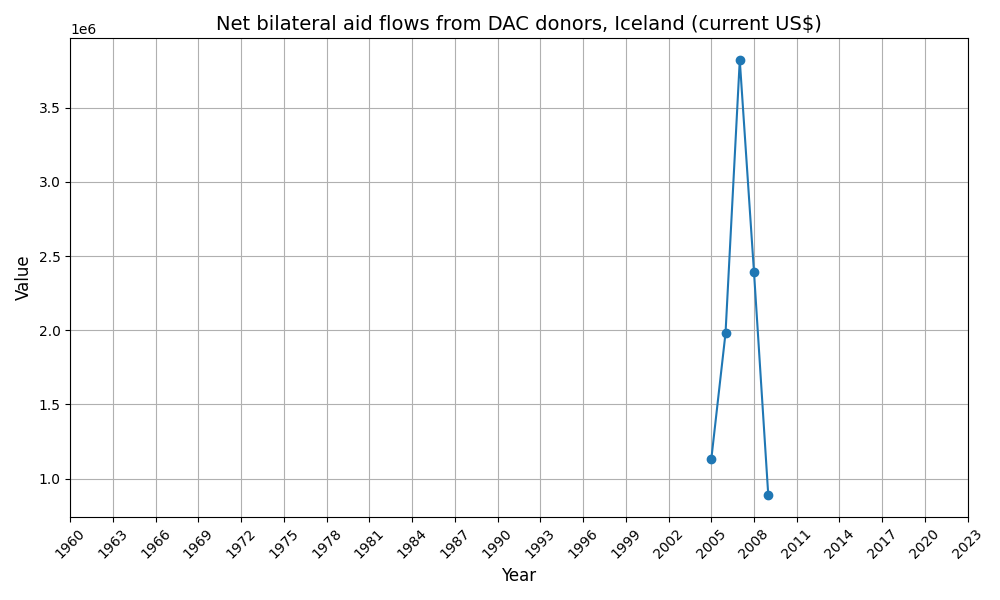 Net bilateral aid flows from DAC donors, Iceland (current US$)
1e6
3.5
3.0
2.5
2.0
1.5
1.0
Value
1960 1963 1966 1969 1972 1975 1978 1981 1984 1987 1990 1993 1996 1999 2002 2005 2008 2011 2014 2017 2020 2023
Year